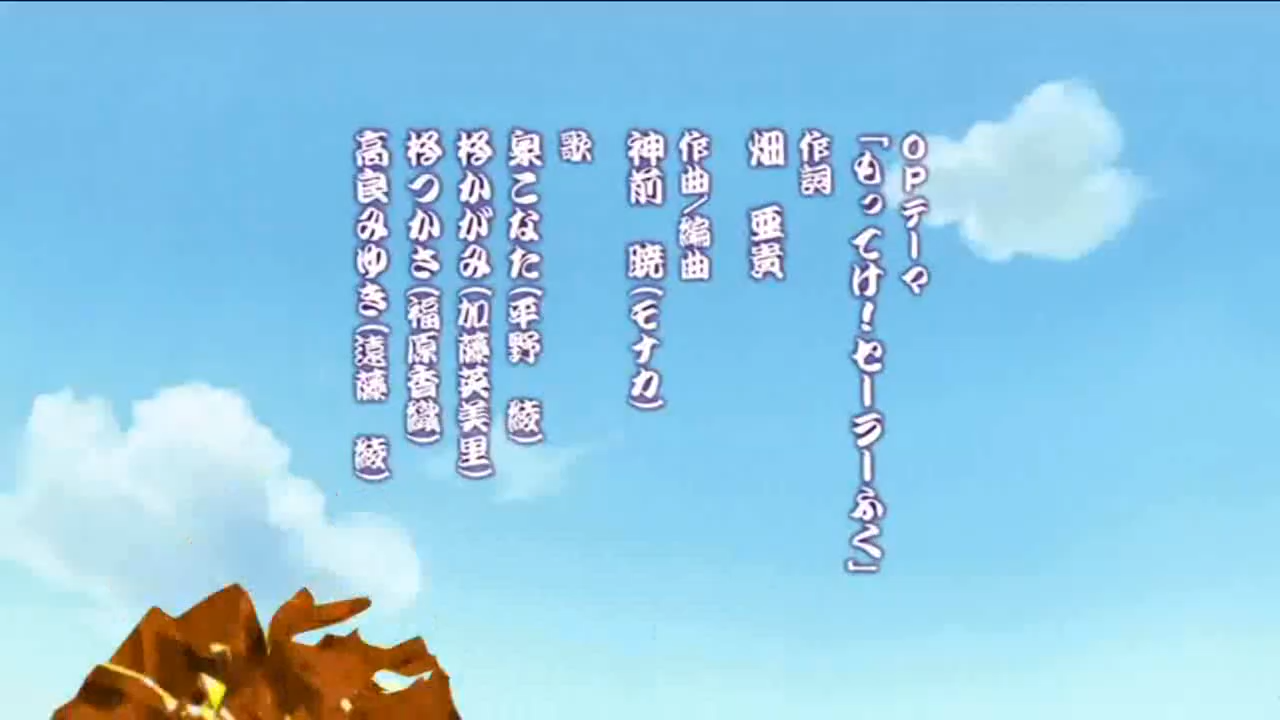 OPテーマ
「もってけ！セーラーふく」
作詞
畑　亜貴
作曲／編曲
神前　暁(モナカ)
歌
泉こなた(平野　綾)
柊かがみ(加藤英美里)
柊つかさ(福原香織)
高良みゆき(遠藤　綾)